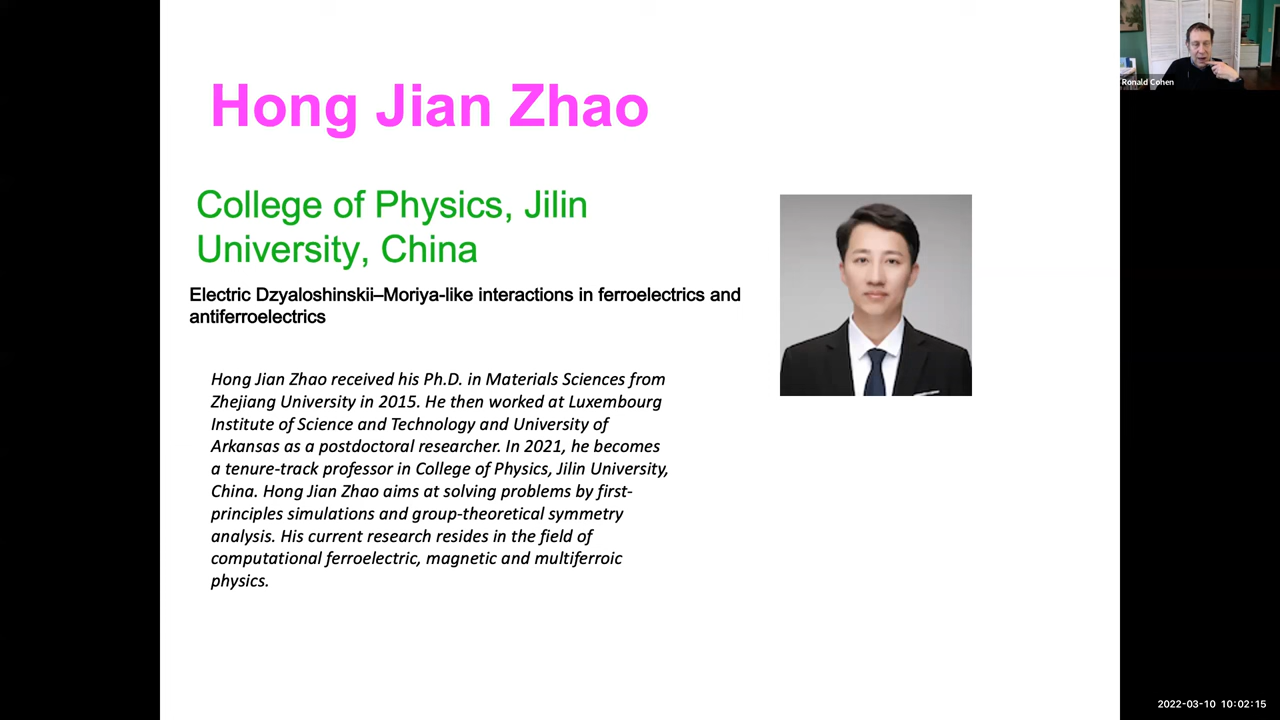 Hong Jian Zhao
College of Physics, Jilin
University, China
Electric Dzyaloshinskii–Moriya-like interactions in ferroelectrics and
antiferroelectrics
Hong Jian Zhao received his Ph.D. in Materials Sciences from
Zhejiang University in 2015. He then worked at Luxembourg
Institute of Science and Technology and University of
Arkansas as a postdoctoral researcher. In 2021, he becomes
a tenure-track professor in College of Physics, Jilin University,
China. Hong Jian Zhao aims at solving problems by first-
principles simulations and group-theoretical symmetry
analysis. His current research resides in the field of
computational ferroelectric, magnetic and multiferroic
physics.
Ronald Cohen
2022-03-10 10:02:15